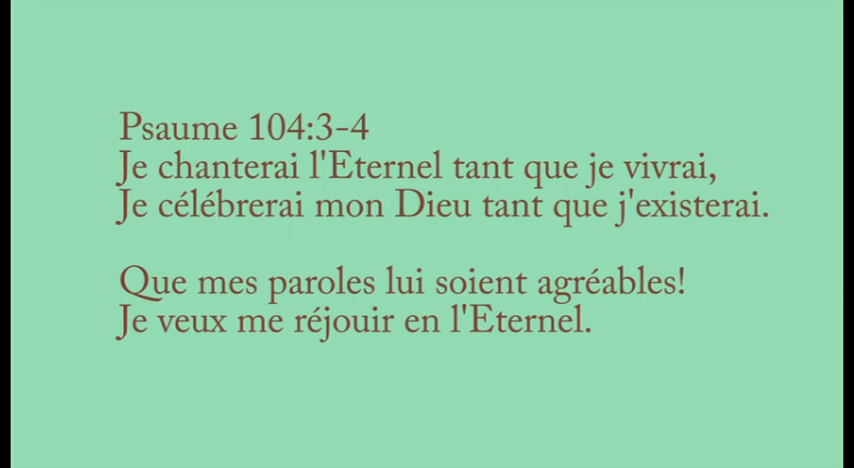 Psaume 104:3-4
Je chanterai l'Eternel tant que je vivrai,
Je célébrerai mon Dieu tant que j'existerai.
Que mes paroles lui soient agréables!
Je veux me réjouir en l'Eternel.